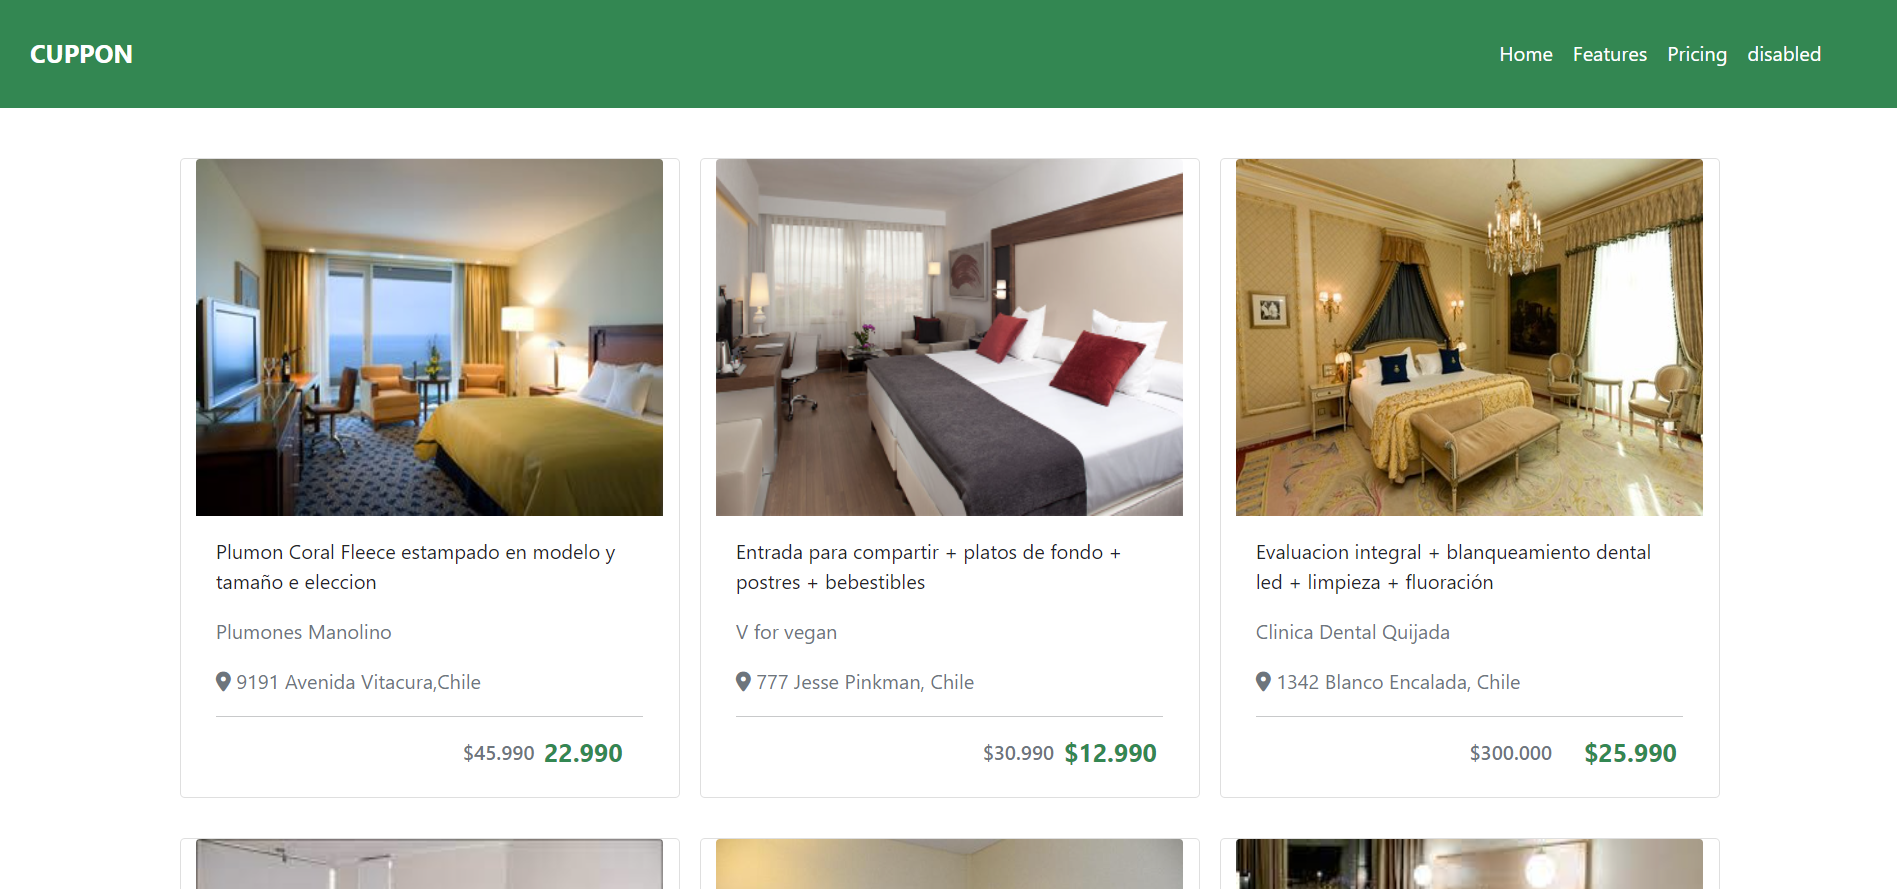 CUPPON
Home Features Pricing disabled
Plumon Coral Fleece estampado en modelo y
tamaño e eleccion
Plumones Manolino
9191 Avenida Vitacura,Chile
$45.990 22.990
Entrada para compartir + platos de fondo +
postres + bebestibles
V for vegan
777 Jesse Pinkman, Chile
$30.990 $12.990
Evaluacion integral + blanqueamiento dental
led + limpieza + fluoración
Clinica Dental Quijada
1342 Blanco Encalada, Chile
$300.000 $25.990